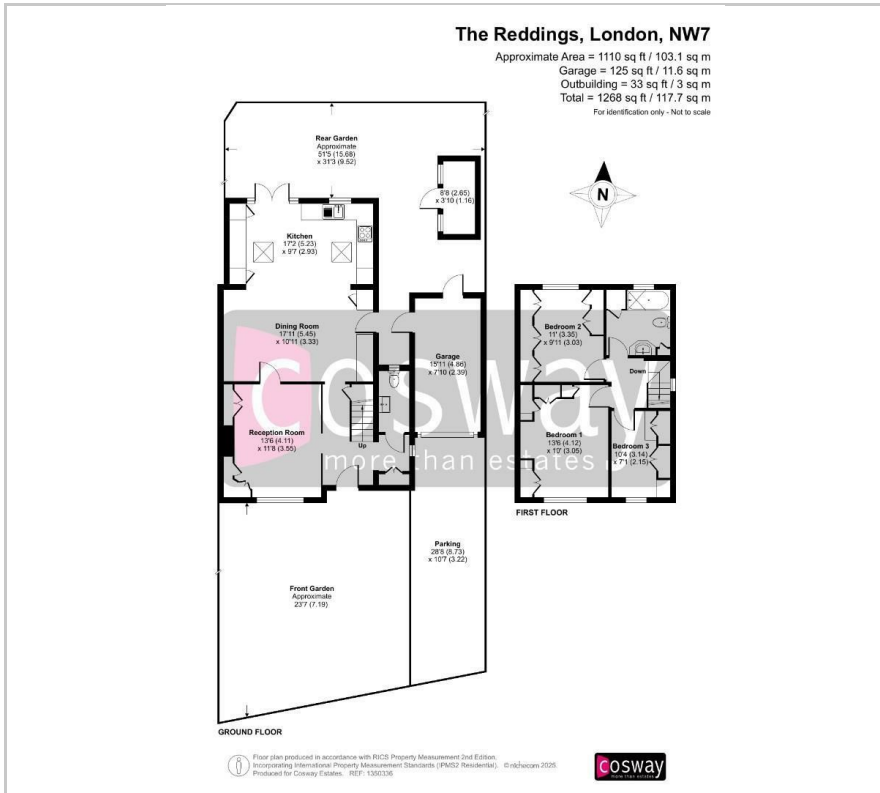 The Reddings, London, NW7
Approximate Area = 1110 sq ft / 103.1 sq m
Garage = 125 sq ft / 11.6 sq m
Outbuilding = 33 sq ft / 3 sq m
Total = 1268 sq ft / 117.7 sq m
For identification only - Not to scale
Rear Garden
Approximate
51'5 (15.68)
x 31'3 (9.52)
8'8 (2.65)
x 3'10 (1.16)
N
Kitchen
17'2 (5.23)
x 9'7 (2.93)
Dining Room
17'11 (5.45)
x 10'11 (3.33)
Garage
15'11 (4.86)
x 7'10 (2.39)
Bedroom 2
11' (3.35)
x 9'11 (3.03)
Down
cosway
more than estates
Reception Room
13'6 (4.11)
x 11'8 (3.55)
Up
Bedroom 1
13'6 (4.12)
x 10' (3.05)
Bedroom 3
10'4 (3.14)
x 7'1 (2.15)
FIRST FLOOR
Parking
28'8 (8.73)
x 10'7 (3.22)
Front Garden
Approximate
23'7 (7.19)
GROUND FLOOR
Floor plan produced in accordance with RICS Property Measurement 2nd Edition,
Incorporating International Property Measurement Standards (IPMS2 Residential). © nichecom 2025.
Produced for Cosway Estates. REF: 1350336
cosway
more than estates